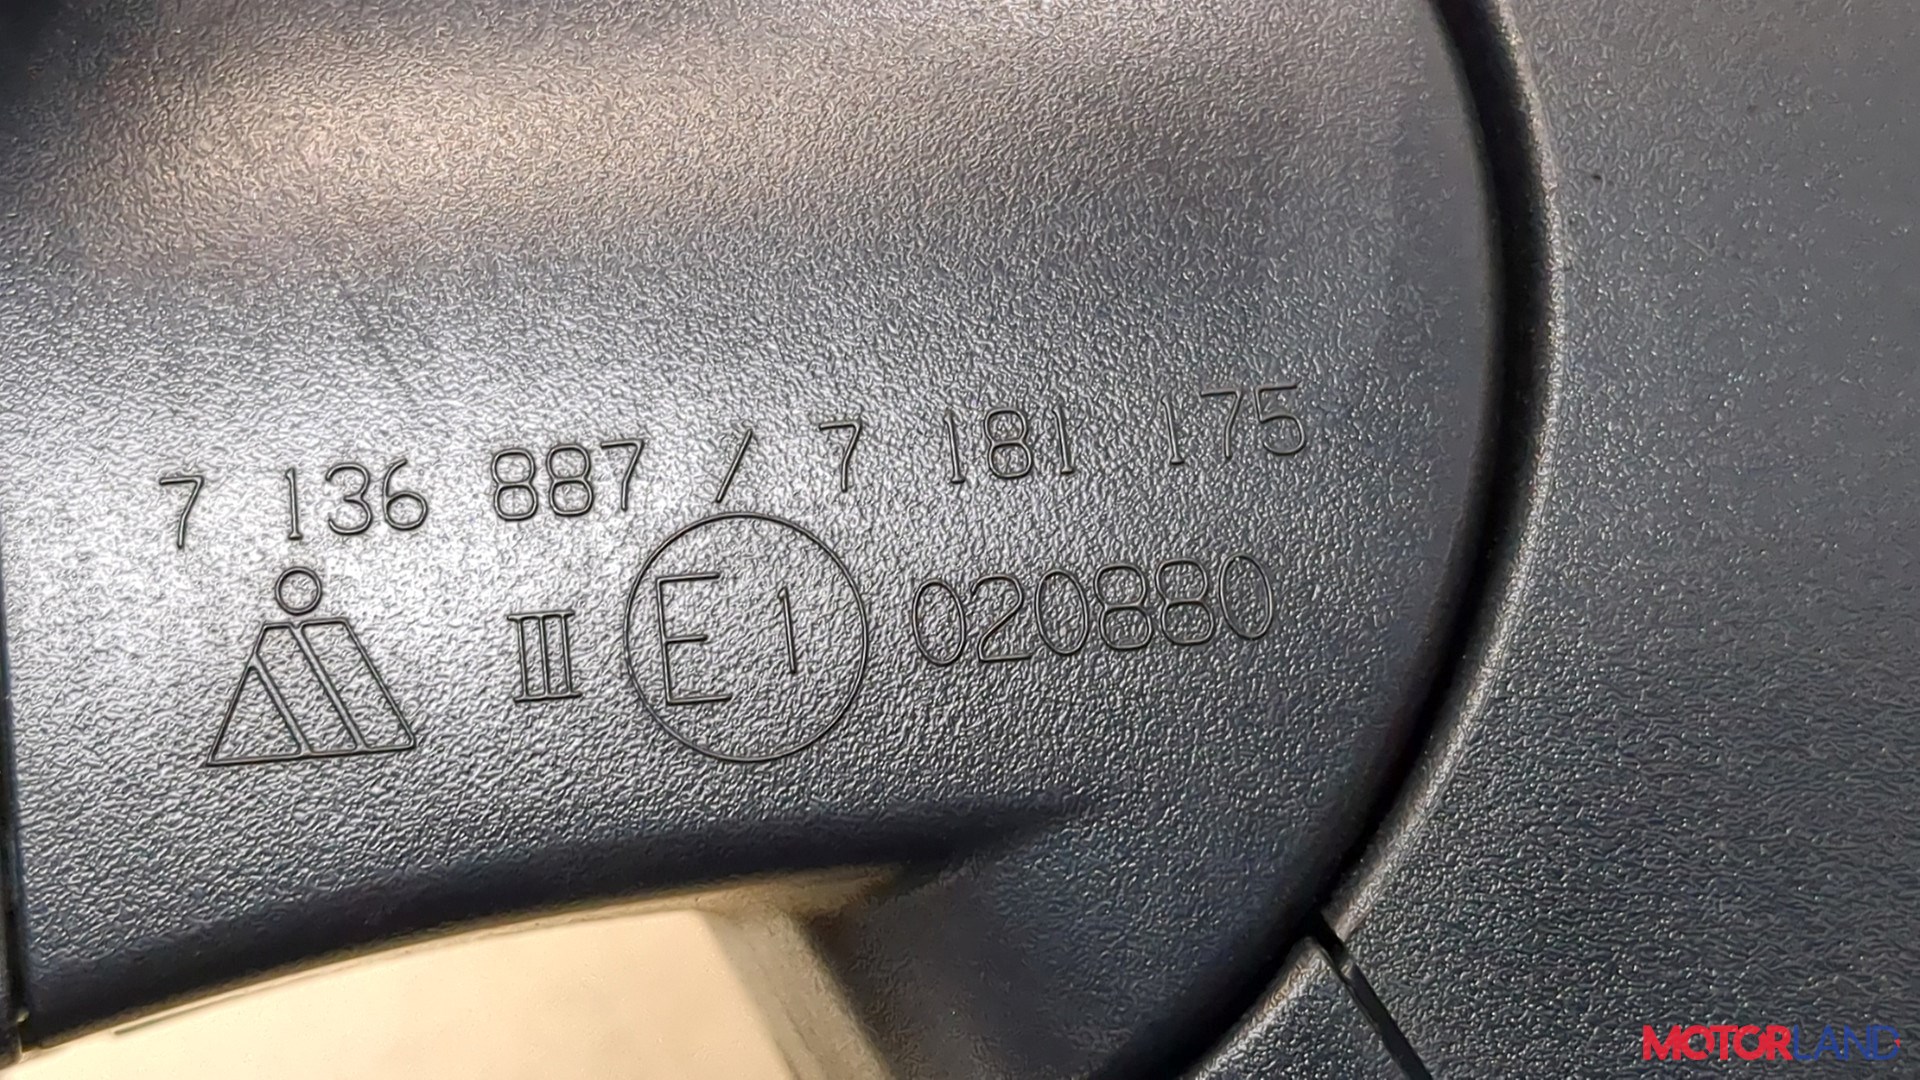 7 136 887 / 7 181 175
III E1 020880
MOTORLAND